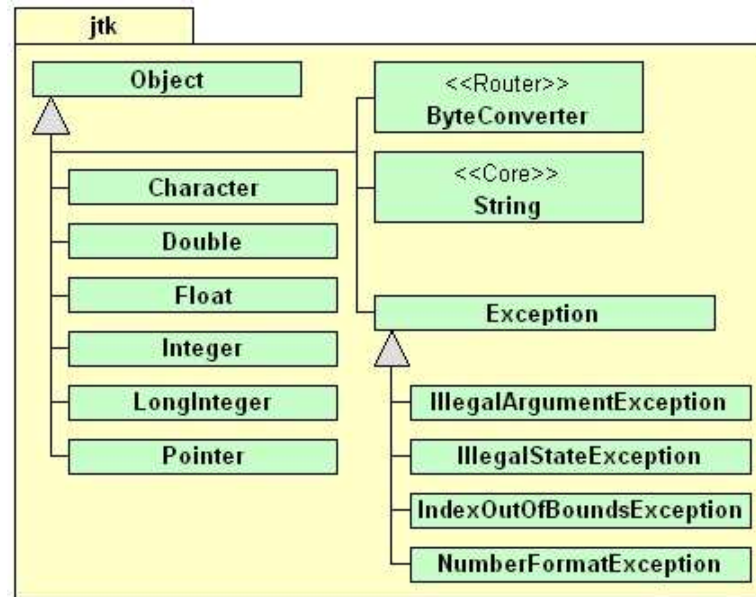 jtk
Object
Character
Double
Float
Integer
LongInteger
Pointer
<<Router>>
ByteConverter
<<Core>>
String
Exception
IllegalArgumentException
IllegalStateException
IndexOutOfBoundsException
NumberFormatException